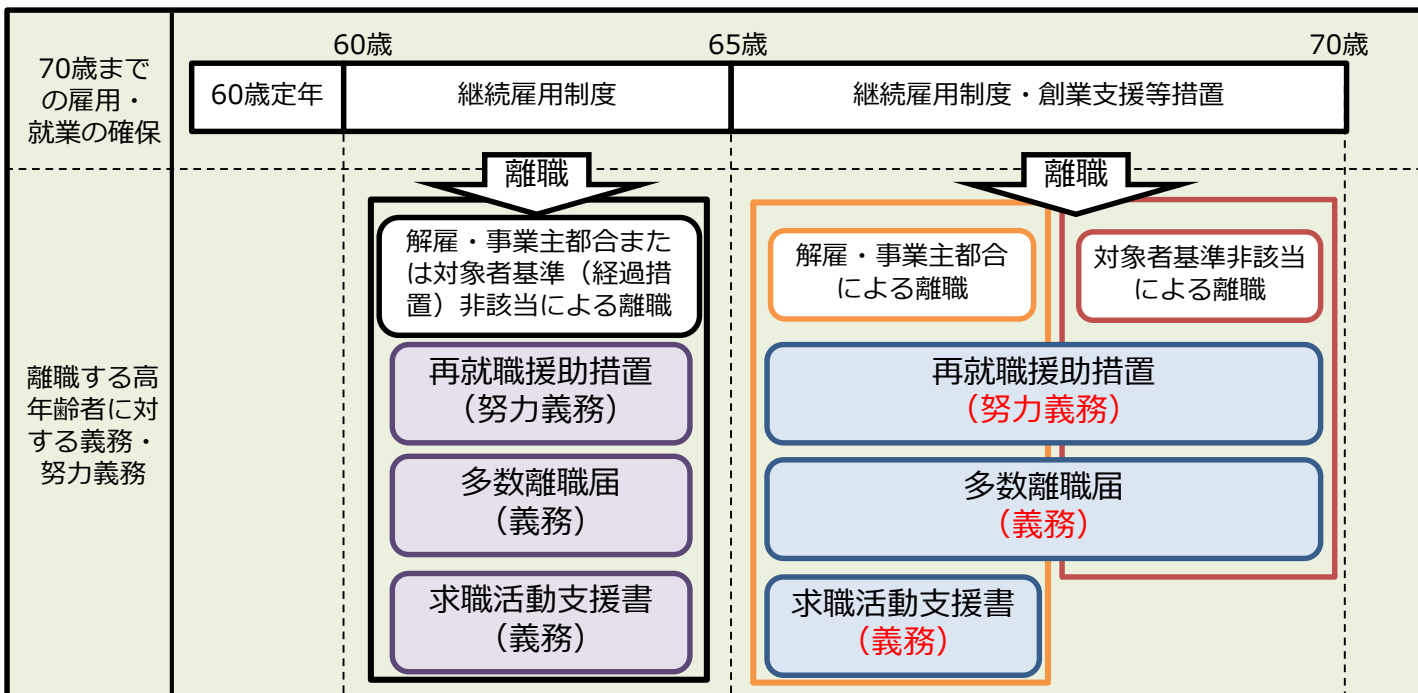 70歳まで
の雇用・
就業の確保
60歳
65歳
70歳
60歳定年
継続雇用制度
継続雇用制度・創業支援等措置
離職する高
年齢者に対
する義務・
努力義務
離職
解雇・事業主都合また
は対象者基準（経過措
置）非該当による離職
再就職援助措置
（努力義務）
多数離職届
（義務）
求職活動支援書
（義務）
離職
解雇・事業主都合
による離職
対象者基準非該当
による離職
再就職援助措置
（努力義務）
多数離職届
（義務）
求職活動支援書
（義務）